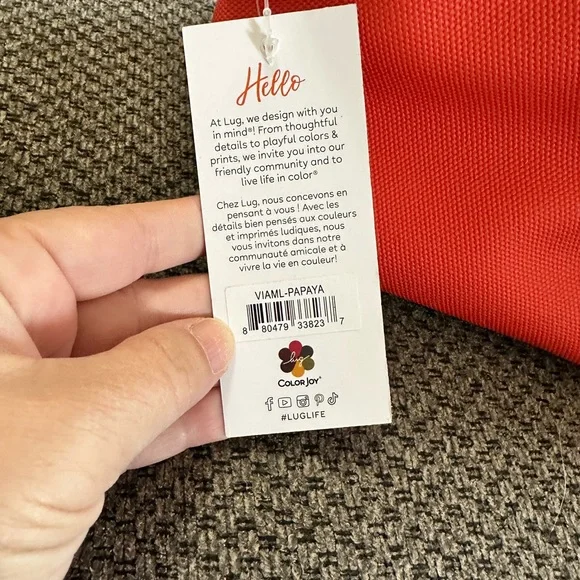 Hello
At Lug, we design with you
in mind®! From thoughtful
details to playful colors &
prints, we invite you into our
friendly community and to
live life in color®
Chez Lug, nous concevons en
pensant à vous ! Avec les
détails bien pensés aux couleurs
et imprimés ludiques, nous
vous invitons dans notre
communauté amicale et à
vivre la vie en couleur!
VIAML-PAPAYA
8 80479 33823 7
lug
COLOR JOY®
#LUGLIFE